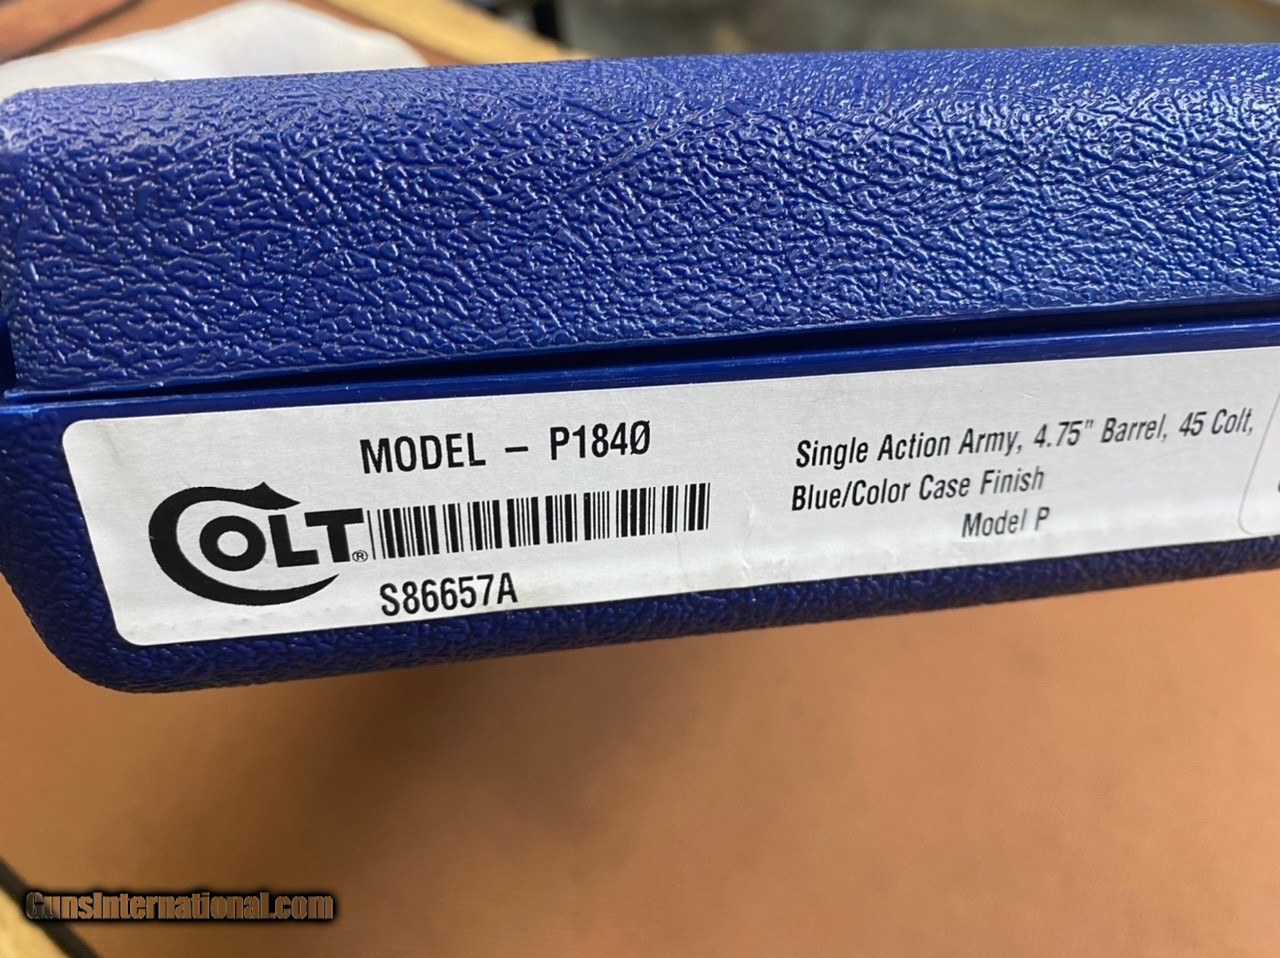 MODEL – P184Ø
COLT®
S86657A
Single Action Army, 4.75" Barrel, 45 Colt,
Blue/Color Case Finish
Model P
GunsInternational.com